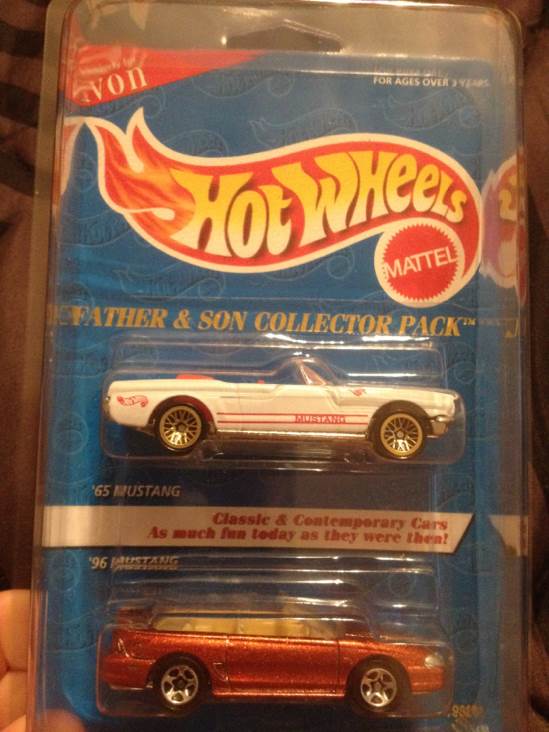 von
FOR AGES OVER 3 YEARS
HOT WHEELS
MATTEL
FATHER & SON COLLECTOR PACK™
MUSTANG
'65 MUSTANG
Classic & Contemporary Cars
As much fun today as they were then!
'96 MUSTANG